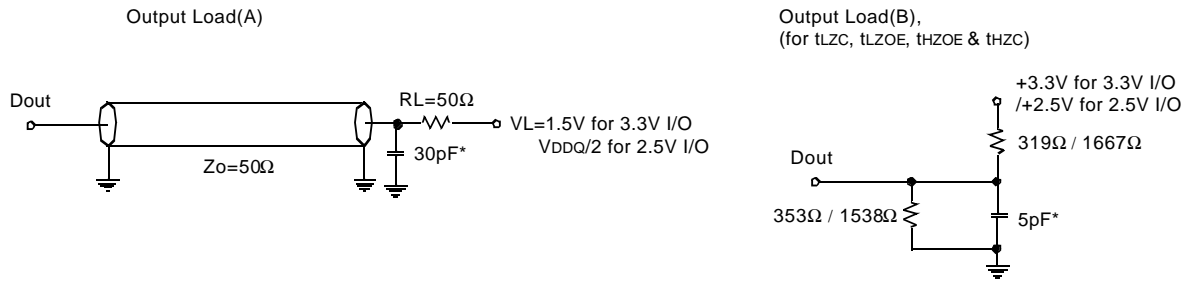 Output Load(A)
Dout
Zo=50Ω
RL=50Ω
30pF*
VL=1.5V for 3.3V I/O
VDDQ/2 for 2.5V I/O
Output Load(B),
(for tLZC, tLZOE, tHZOE & tHZC)
+3.3V for 3.3V I/O
/+2.5V for 2.5V I/O
319Ω / 1667Ω
Dout
353Ω / 1538Ω
5pF*